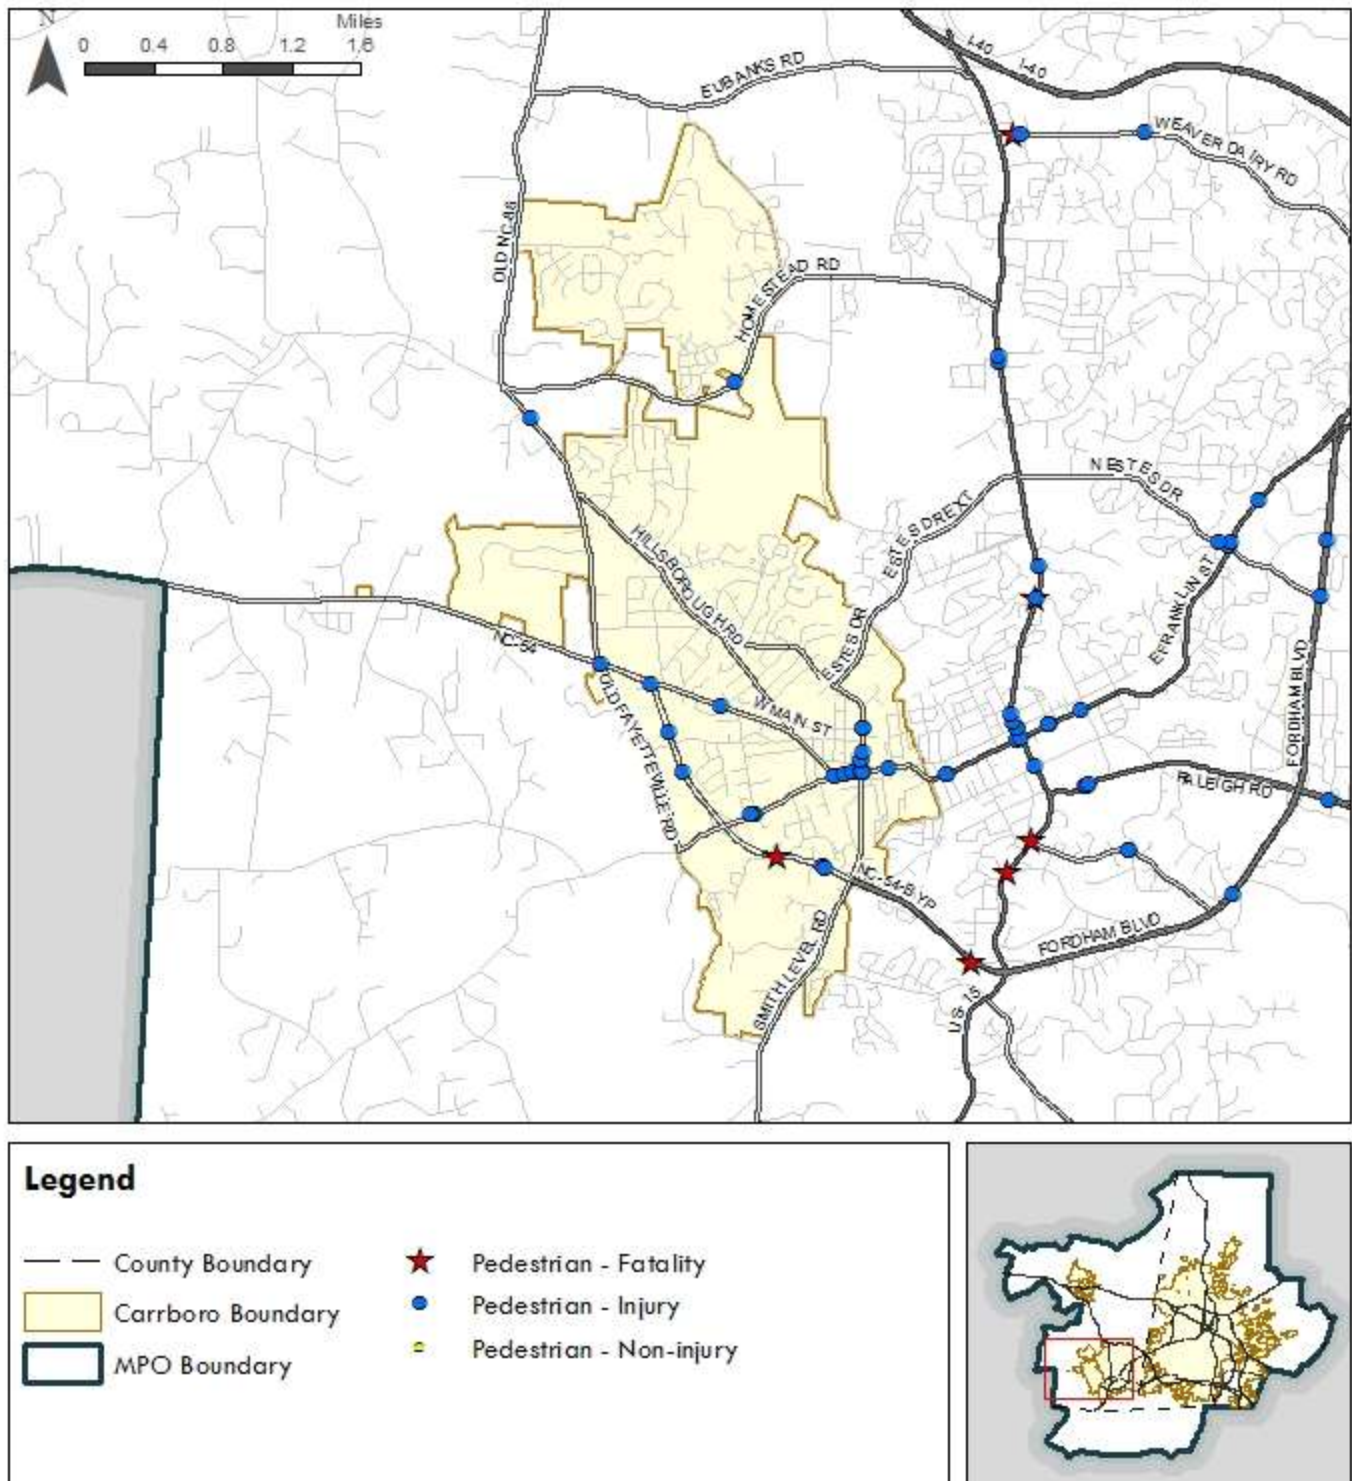 N
Miles
0 0.4 0.8 1.2 1.6
I-40
I-40
EUBANKS RD
WEAVER DAIRY RD
OLD NC-86
HOMESTEAD RD
N ESTES DR
ESTES DR EXT
HILLSBOROUGH RD
E FRANKLIN ST
ESTES DR
NC-54
FORDHAM BLVD
OLD FAYETTEVILLE RD
W MAIN ST
RALEIGH RD
NC-54-BYP
SMITH LEVEL RD
FORDHAM BLVD
US 15
Legend
County Boundary
Carrboro Boundary
MPO Boundary
Pedestrian - Fatality
Pedestrian - Injury
Pedestrian - Non-injury